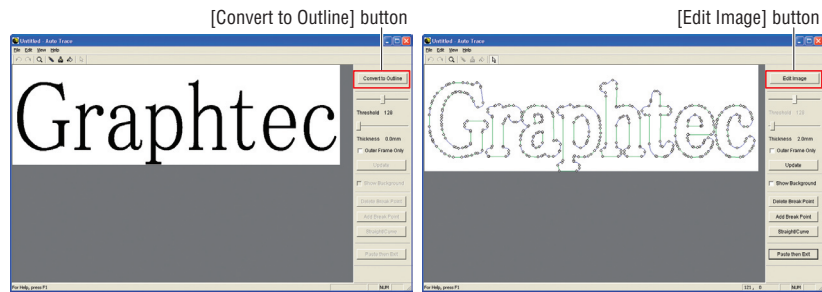 [Convert to Outline] button
[Edit Image] button
Untitled - Auto Trace
File Edit View Help
Convert to Outline
Threshold 128
Thickness 0.0mm
Outer Frame Only
Update
Show Background
Delete Break Point
Add Break Point
Straight/Curve
Paste then Exit
Graphtec
For Help, press F1
NUM
Untitled - Auto Trace
File Edit View Help
Edit Image
Threshold 128
Thickness 2.0mm
Outer Frame Only
Update
Show Background
Delete Break Point
Add Break Point
Straight/Curve
Paste then Exit
Graphtec
For Help, press F1
121, 0
NUM